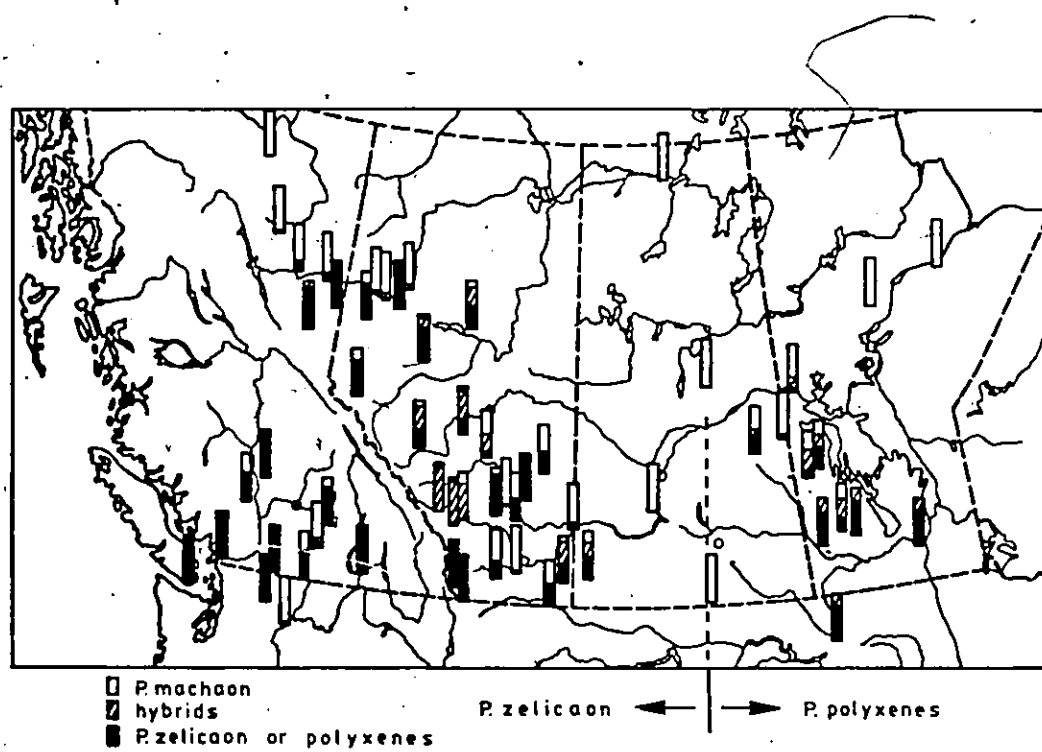 P. machaon
hybrids
P. zelicaon or polyxenes
P. zelicaon
P. polyxenes